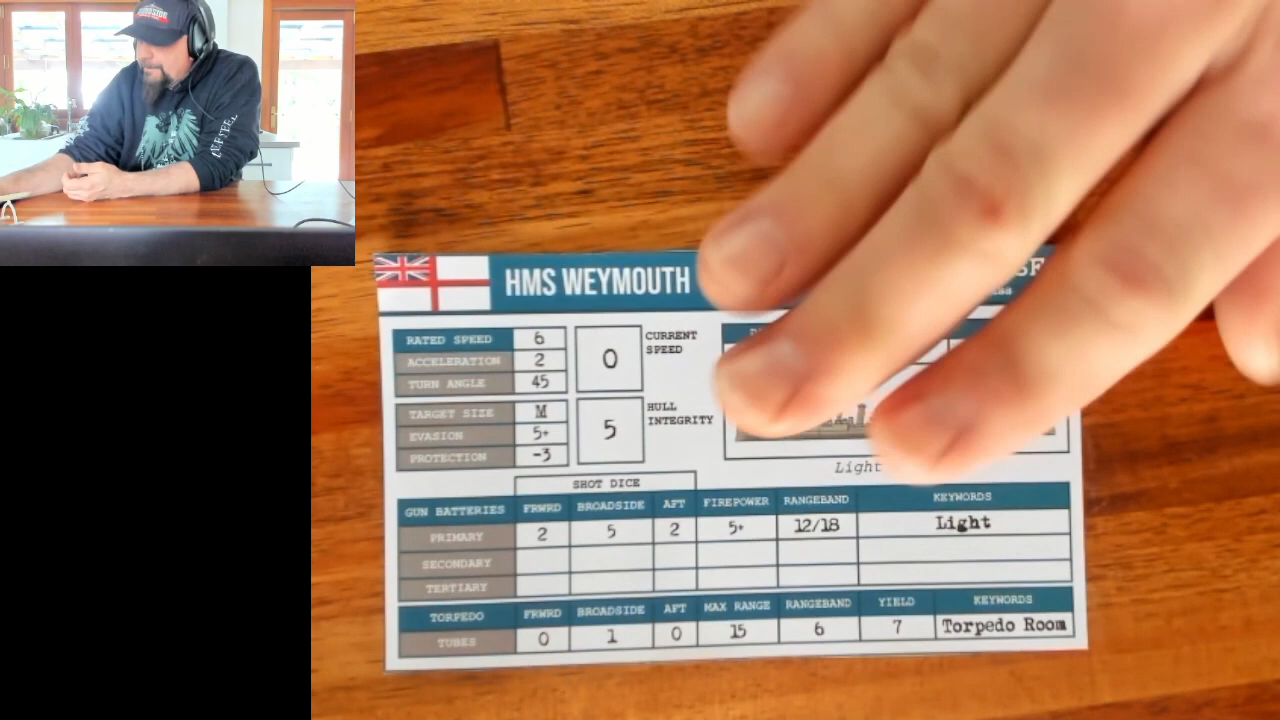 HMS WEYMOUTH
RATED SPEED 6
ACCELERATION 2
TURN ANGLE 45
0 CURRENT SPEED
TARGET SIZE M
EVASION 5+
PROTECTION -3
5 HULL INTEGRITY
Light
SHOT DICE
GUN BATTERIES FRWRD BROADSIDE AFT FIREPOWER RANGEBAND KEYWORDS
PRIMARY 2 5 2 5+ 12/18 Light
SECONDARY
TERTIARY
TORPEDO FRWRD BROADSIDE AFT MAX RANGE RANGEBAND YIELD KEYWORDS
TUBES 0 1 0 15 6 7 Torpedo Room